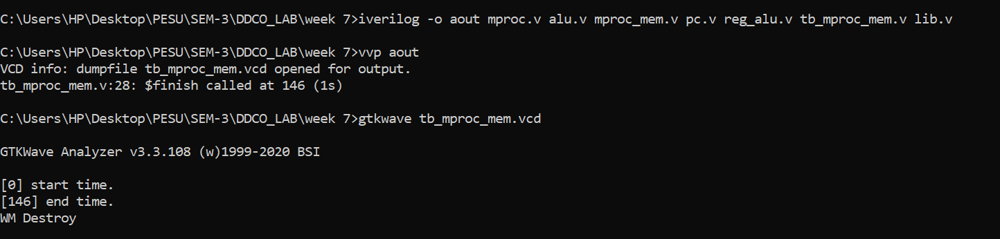 C:\Users\HP\Desktop\PESU\SEM-3\DDCO_LAB\week 7>iverilog -o aout mproc.v alu.v mproc_mem.v pc.v reg_alu.v tb_mproc_mem.v lib.v
C:\Users\HP\Desktop\PESU\SEM-3\DDCO_LAB\week 7>vvp aout
VCD info: dumpfile tb_mproc_mem.vcd opened for output.
tb_mproc_mem.v:28: $finish called at 146 (1s)
C:\Users\HP\Desktop\PESU\SEM-3\DDCO_LAB\week 7>gtkwave tb_mproc_mem.vcd
GTKWave Analyzer v3.3.108 (w)1999-2020 BSI
[0] start time.
[146] end time.
WM Destroy